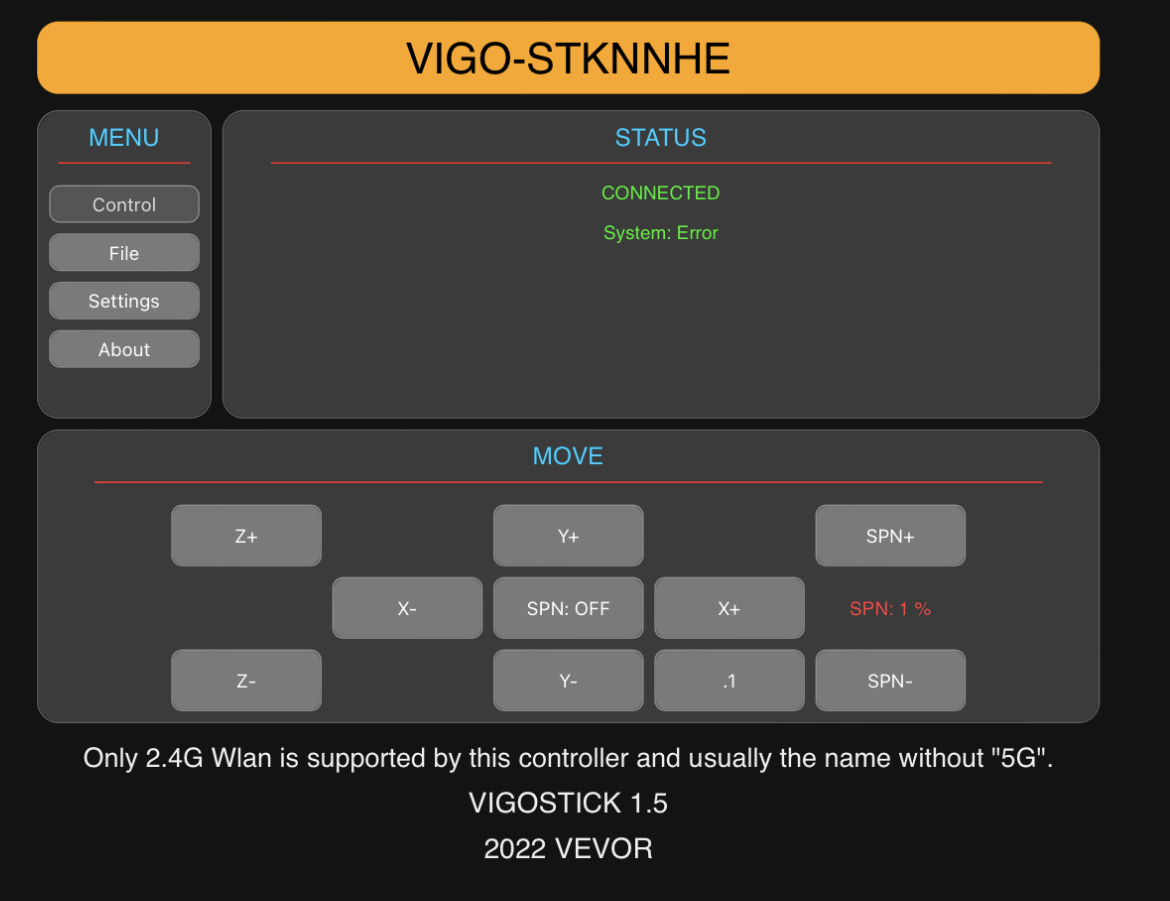 VIGO-STKNNHE
MENU
Control
File
Settings
About
STATUS
CONNECTED
System: Error
MOVE
Z+ Y+ SPN+
X- SPN: OFF X+ SPN: 1 %
Z- Y- .1 SPN-
Only 2.4G Wlan is supported by this controller and usually the name without "5G".
VIGOSTICK 1.5
2022 VEVOR